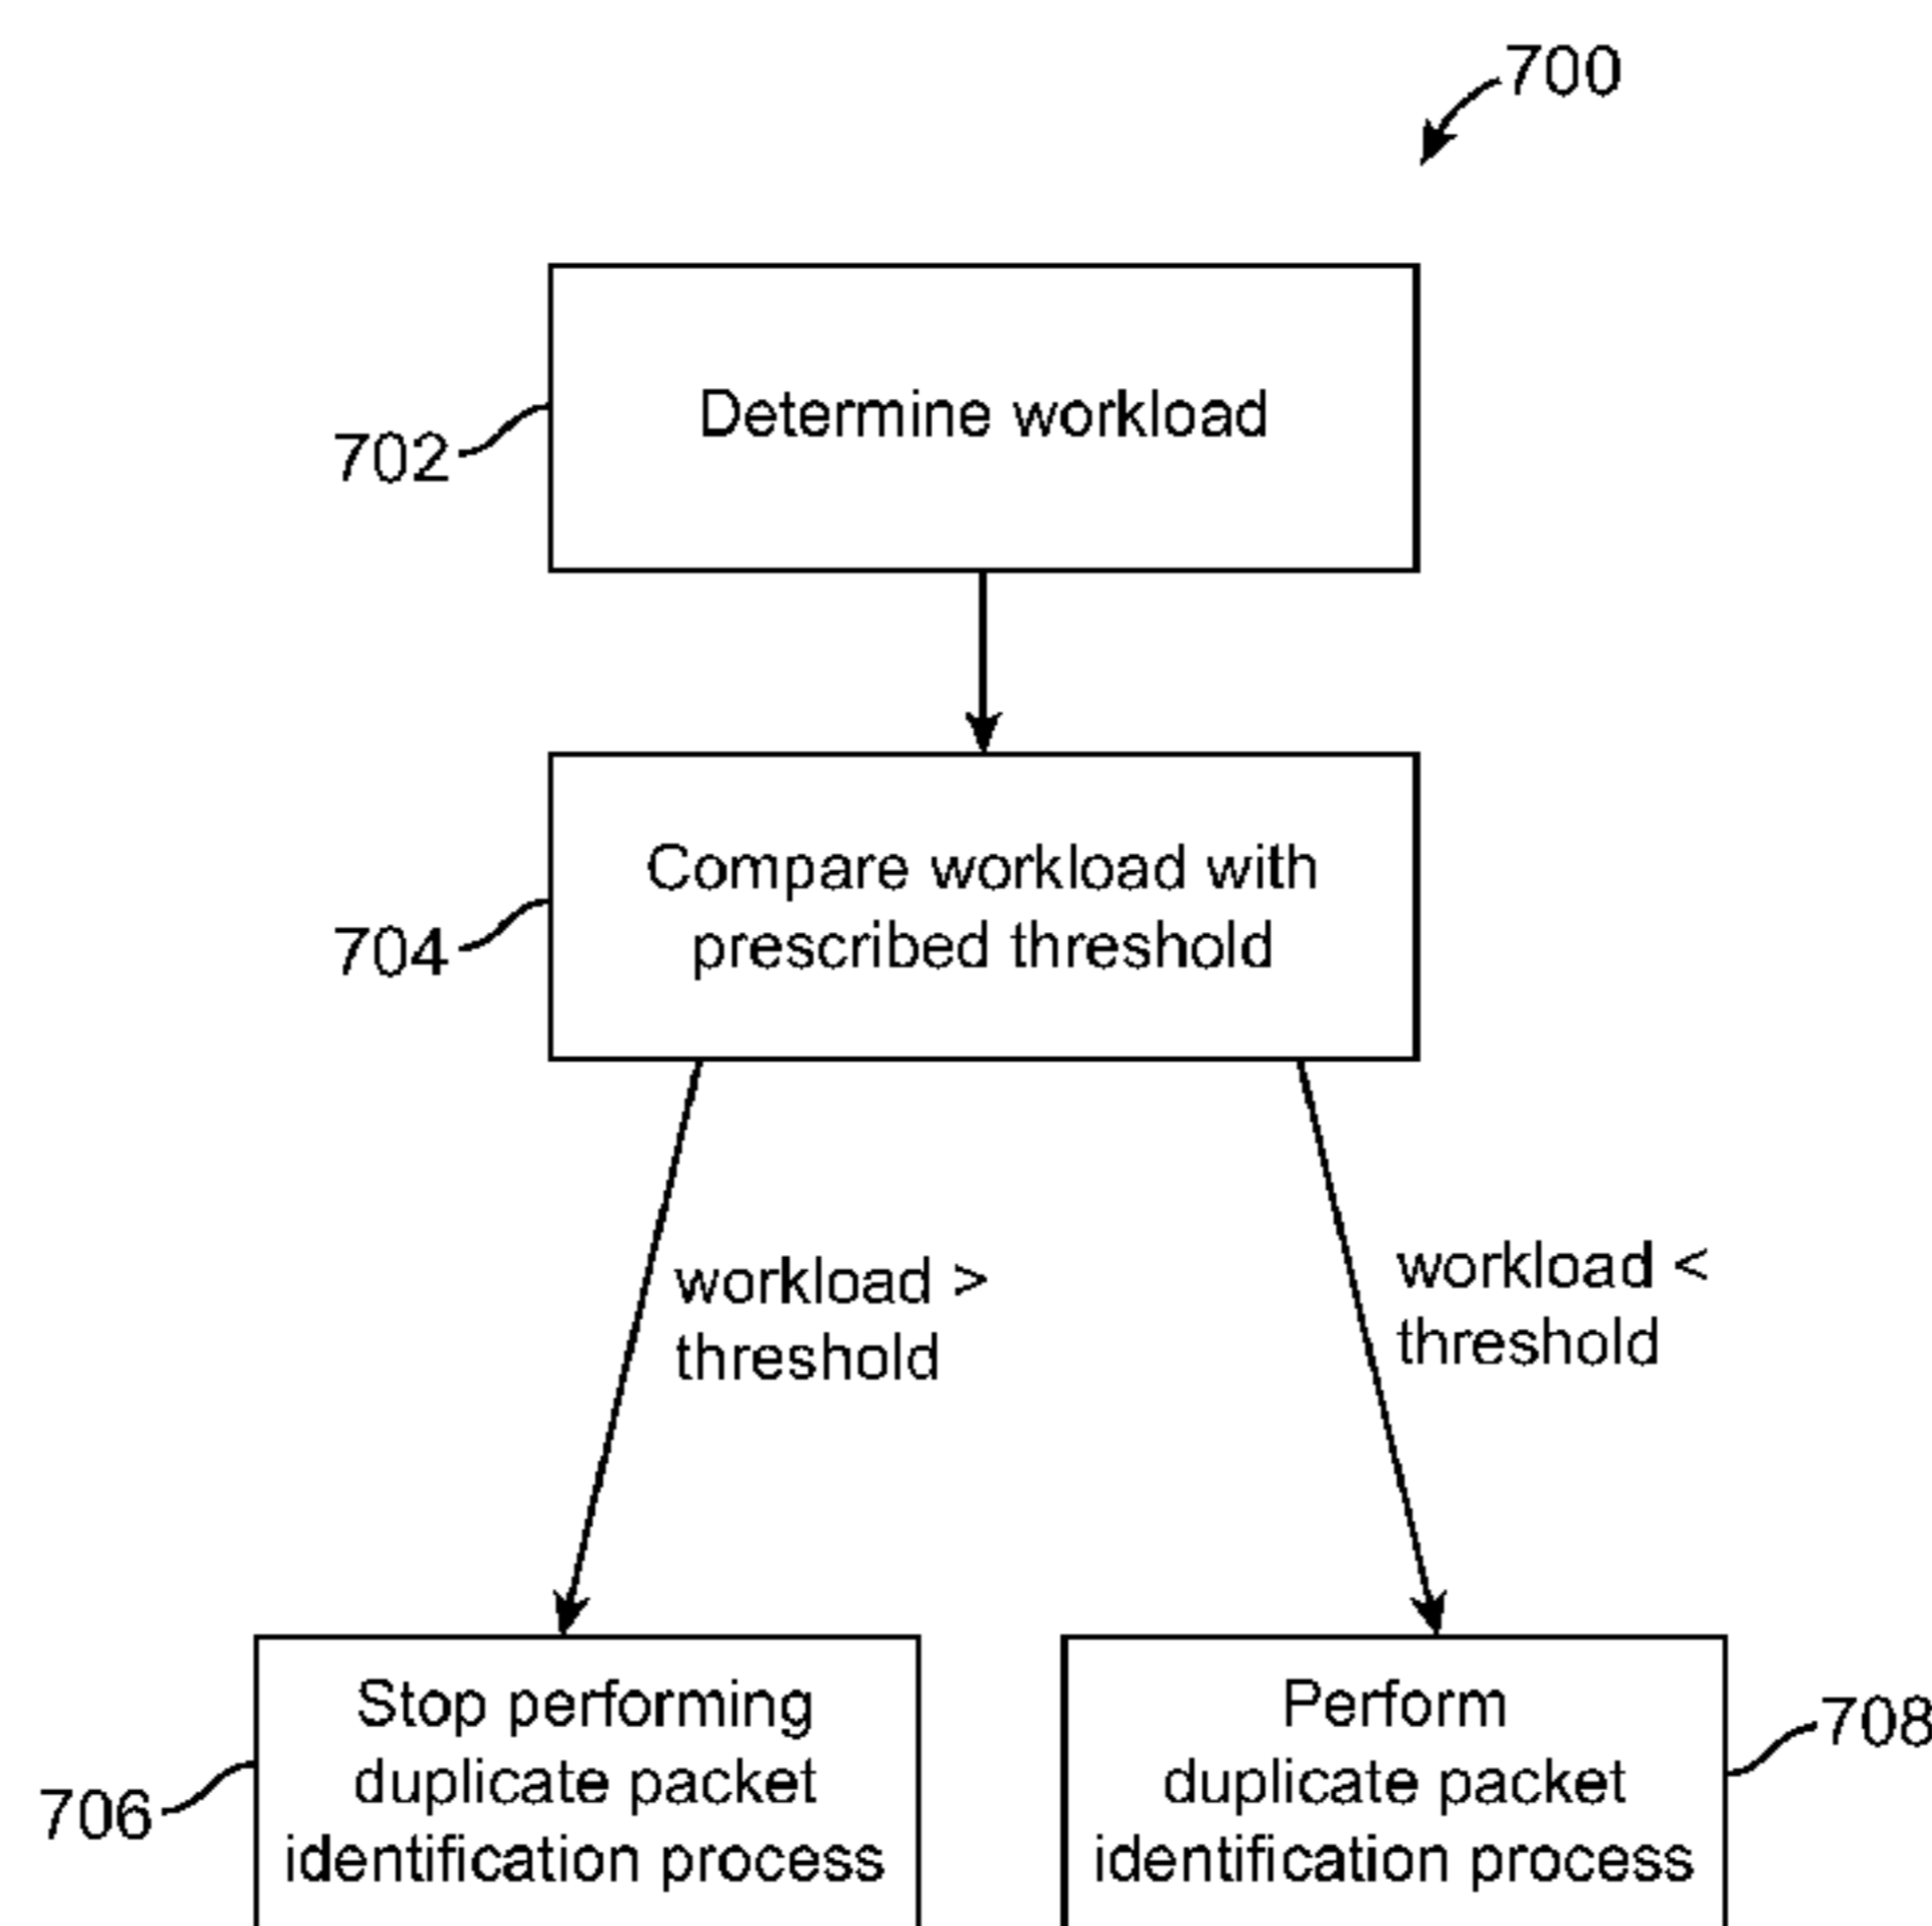 700
Determine workload
702
Compare workload with
prescribed threshold
704
workload >
threshold
workload <
threshold
Stop performing
duplicate packet
identification process
706
Perform
duplicate packet
identification process
708